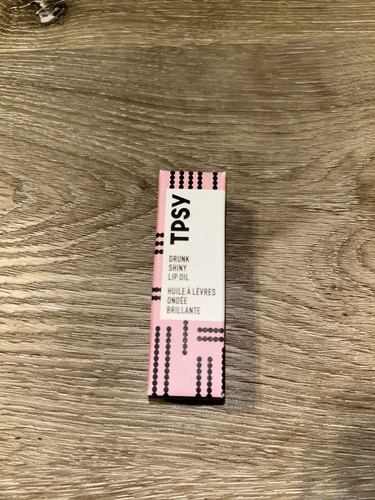 TPSY
DRUNK
SHINY
LIP OIL
HUILE À LÈVRES
ONDÉE
BRILLANTE